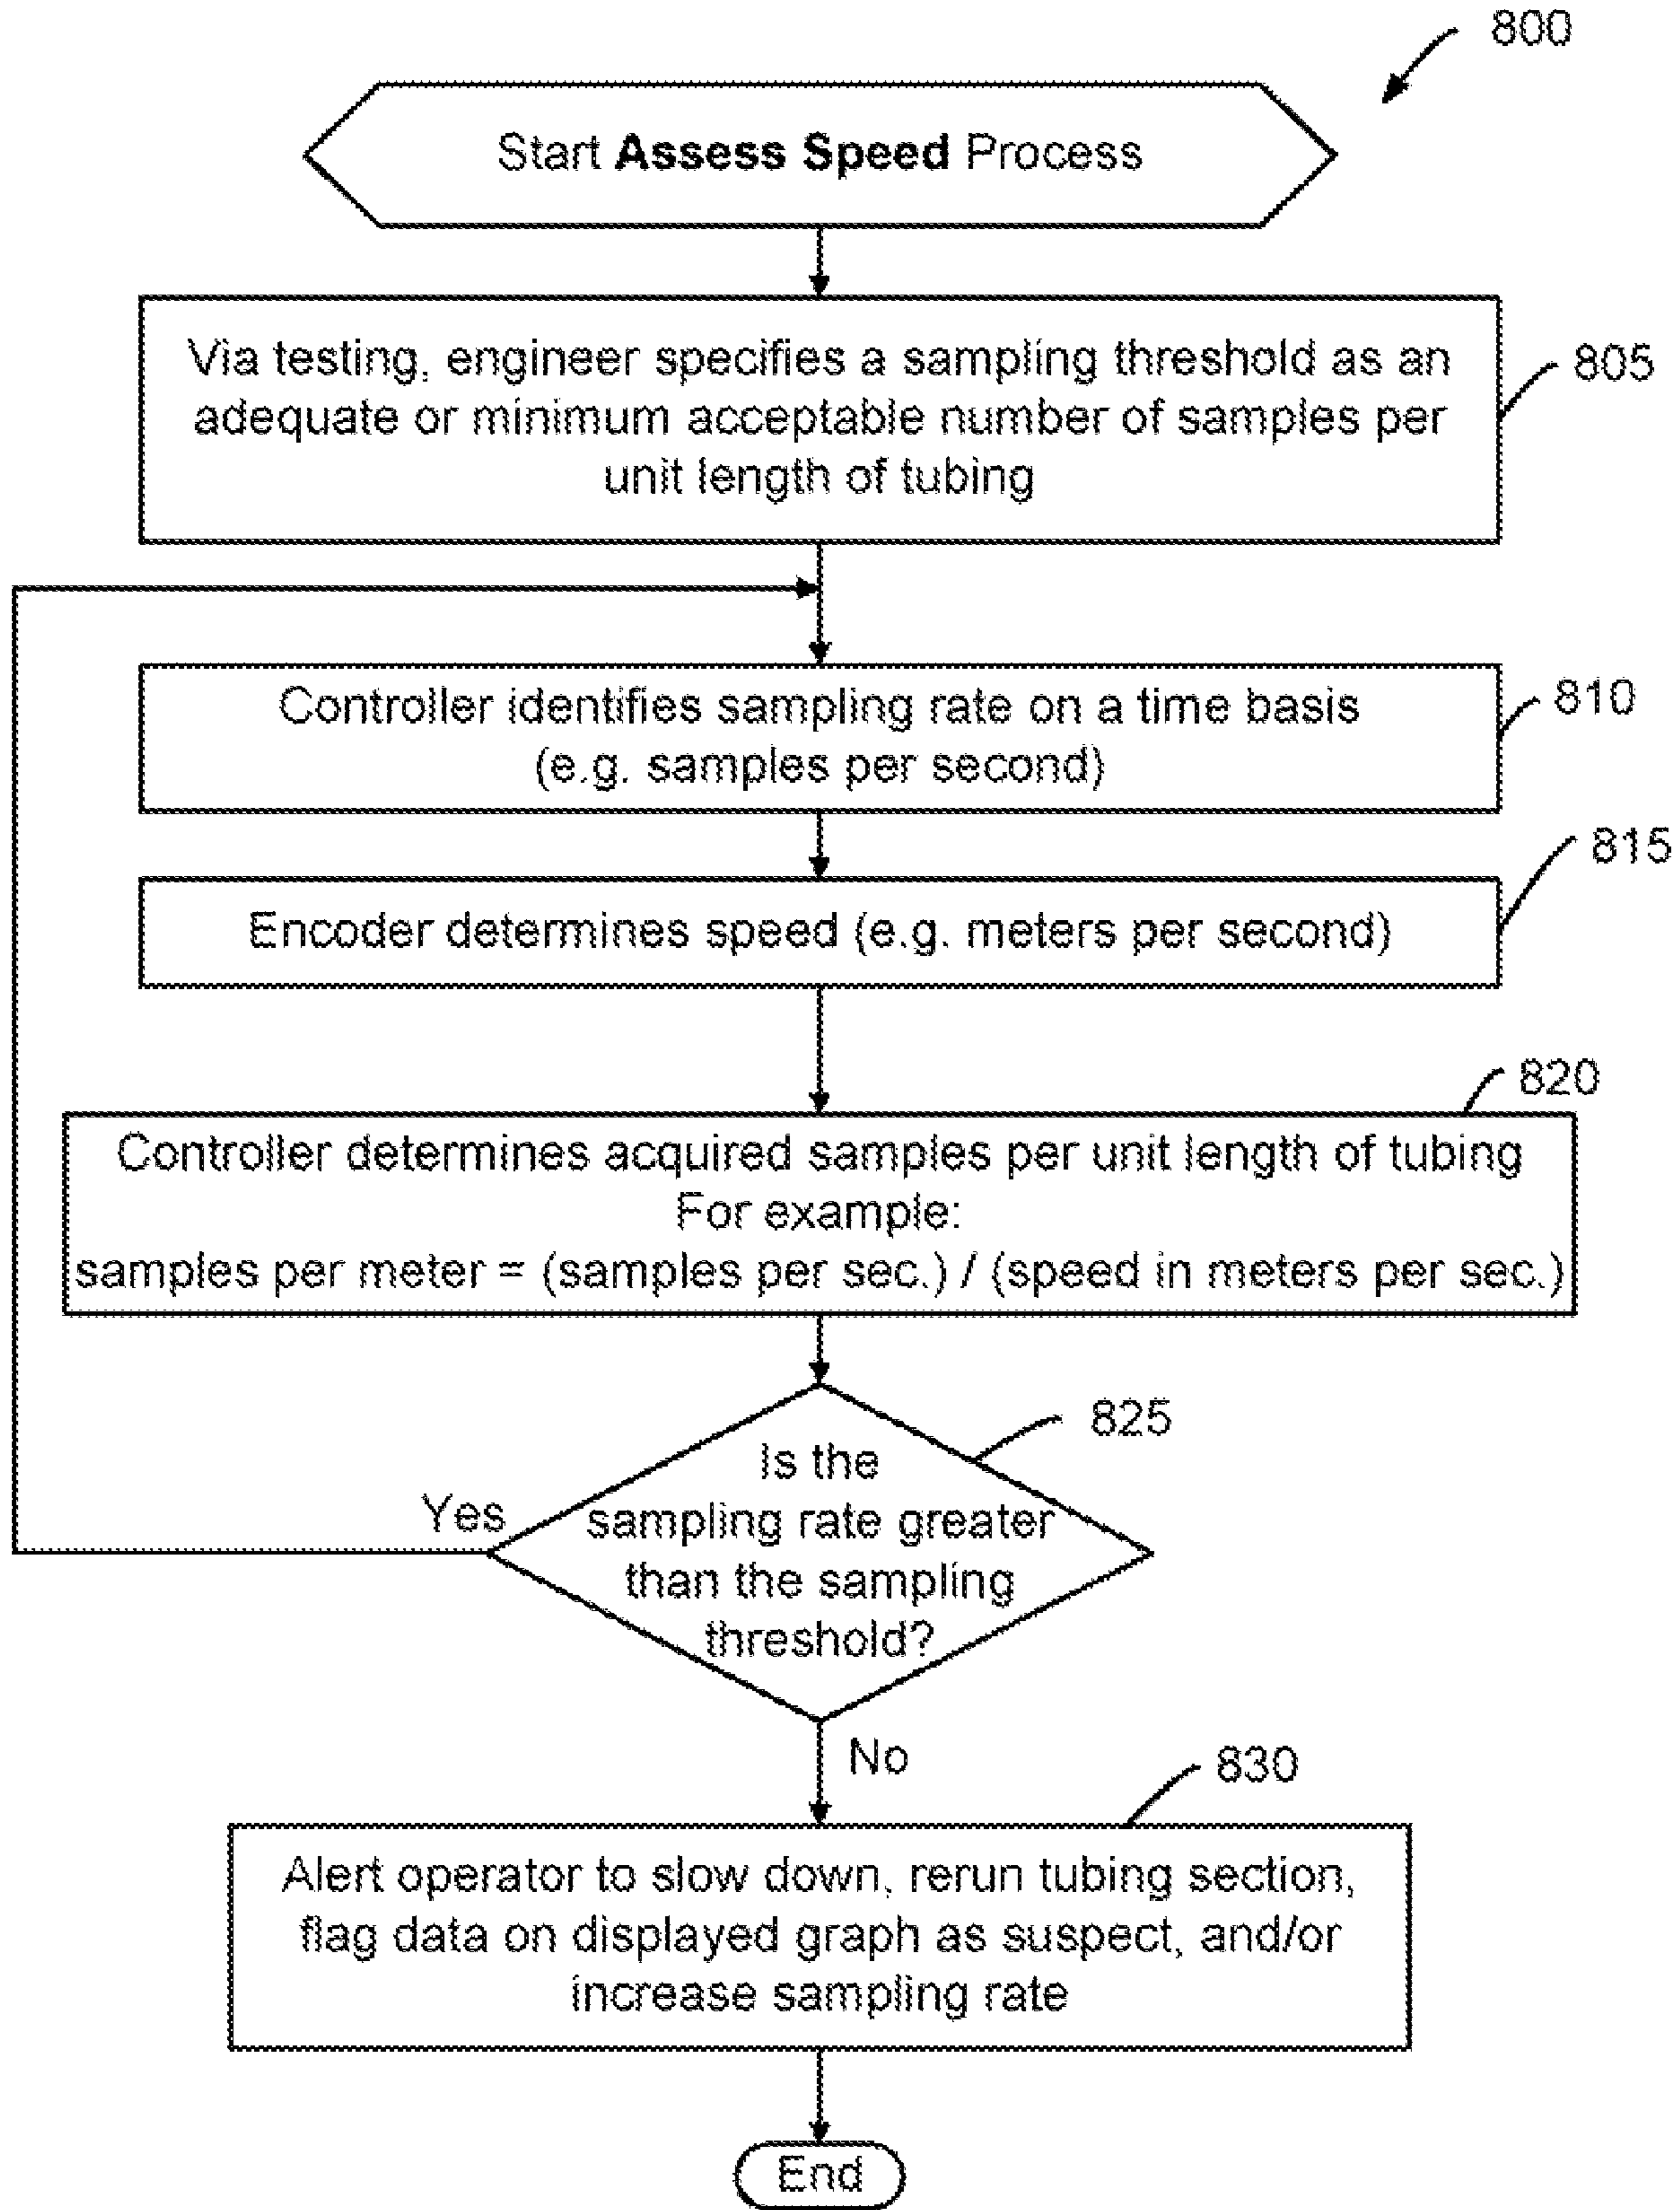 800
Start Assess Speed Process
Via testing, engineer specifies a sampling threshold as an
adequate or minimum acceptable number of samples per
unit length of tubing
805
Controller identifies sampling rate on a time basis
(e.g. samples per second)
810
815
Encoder determines speed (e.g. meters per second)
820
Controller determines acquired samples per unit length of tubing
For example:
samples per meter = (samples per sec.) / (speed in meters per sec.)
825
Is the
sampling rate greater
than the sampling
threshold?
Yes
No
830
Alert operator to slow down, rerun tubing section,
flag data on displayed graph as suspect, and/or
increase sampling rate
End